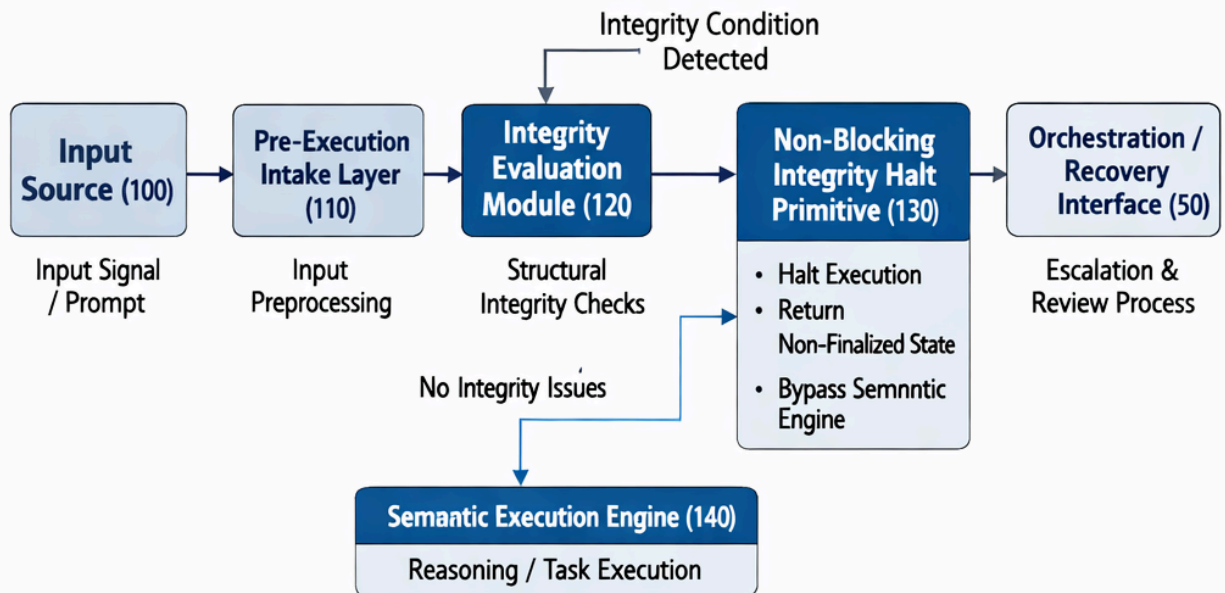 Integrity Condition
Detected
Input
Source (100)
Pre-Execution
Intake Layer
(110)
Integrity
Evaluation
Module (120)
Non-Blocking
Integrity Halt
Primitive (130)
Orchestration /
Recovery
Interface (50)
Input Signal
/ Prompt
Input
Preprocessing
Structural
Integrity Checks
• Halt Execution
• Return
Non-Finalized State
• Bypass Semnntic
Engine
Escalation &
Review Process
No Integrity Issues
Semantic Execution Engine (140)
Reasoning / Task Execution